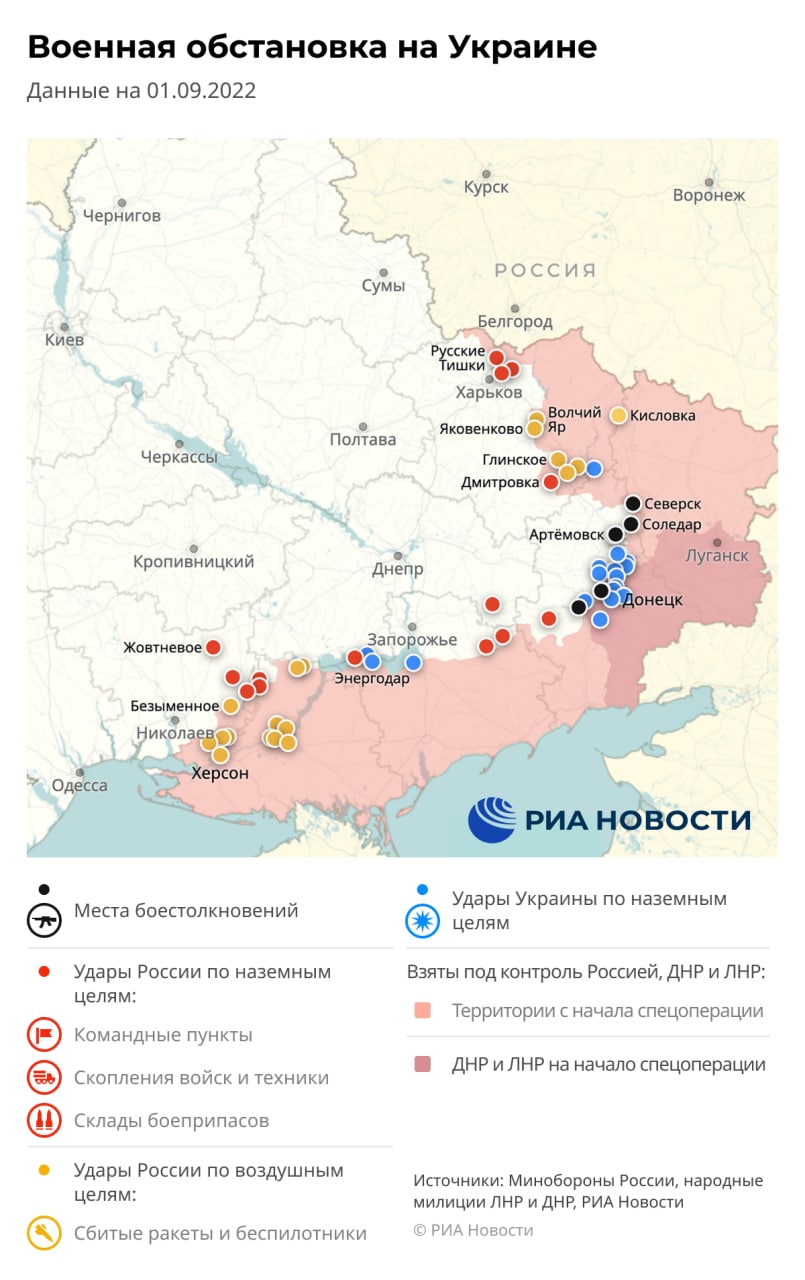 Военная обстановка на Украине
Данные на 01.09.2022
Курск
Воронеж
Чернигов
РОССИЯ
Сумы
Белгород
Киев
Русские
Тишки
Харьков
Волчий
Яр
Кисловка
Яковенково
Полтава
Черкассы
Глинское
Дмитровка
Северск
Соледар
Артёмовск
Луганск
Кропивницкий
Днепр
Донецк
Запорожье
Жовтневое
Энергодар
Безыменное
Николаев
Херсон
Одесса
РИА НОВОСТИ
Места боестолкновений
Удары России по наземным
целям:
Командные пункты
Скопления войск и техники
Склады боеприпасов
Удары России по воздушным
целям:
Сбитые ракеты и беспилотники
Удары Украины по наземным
целям
Взяты под контроль Россией, ДНР и ЛНР:
Территории с начала спецоперации
ДНР и ЛНР на начало спецоперации
Источники: Минобороны России, народные
милиции ЛНР и ДНР, РИА Новости
© РИА Новости